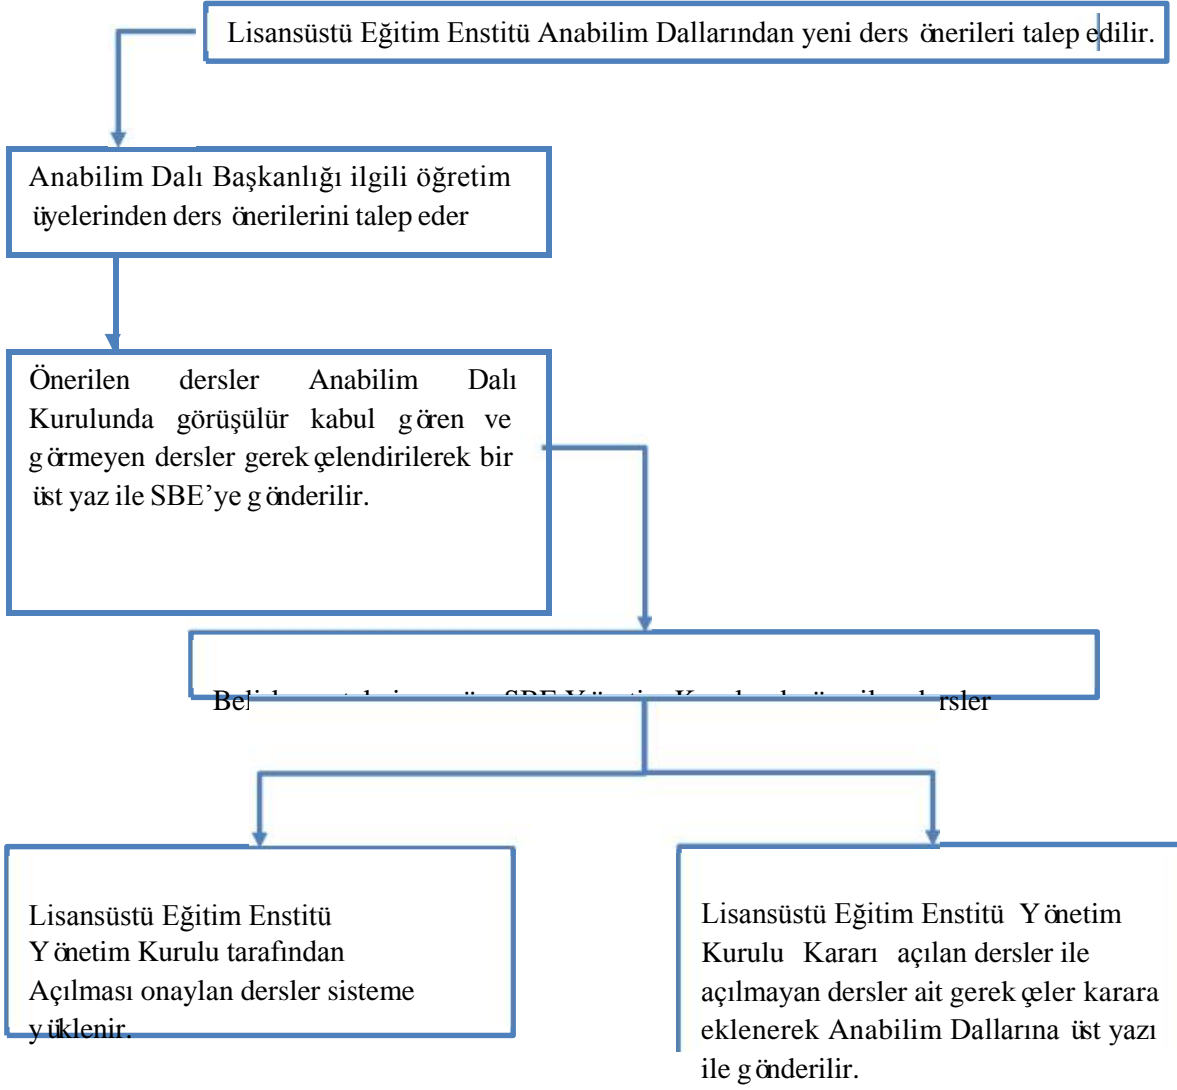 Lisansüstü Eğitim Enstitü Anabilim Dallarından yeni ders önerileri talep edilir.
Anabilim Dalı Başkanlığı ilgili öğretim
üyelerinden ders önerilerini talep eder
Önerilen dersler Anabilim Dalı
Kurulunda görüşülür kabul gören ve
görmeyen dersler gerekçelendirilerek bir
üst yaz ile SBE’ye gönderilir.
rsler
Lisansüstü Eğitim Enstitü
Yönetim Kurulu tarafından
Açılması onaylan dersler sisteme
yüklenir.
Lisansüstü Eğitim Enstitü Yönetim
Kurulu Kararı açılan dersler ile
açılmayan dersler ait gerekçeler karara
eklenerek Anabilim Dallarına üst yazı
ile gönderilir.